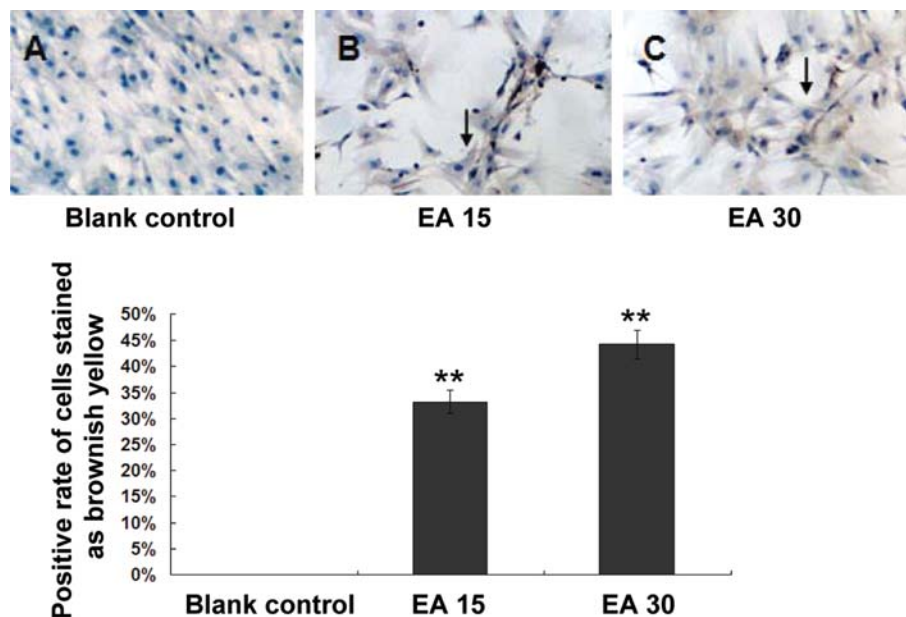 A
B
C
Blank control
EA 15
EA 30
Positive rate of cells stained
as brownish yellow
50%
45%
40%
35%
30%
25%
20%
15%
10%
5%
0%
**
**
Blank control
EA 15
EA 30